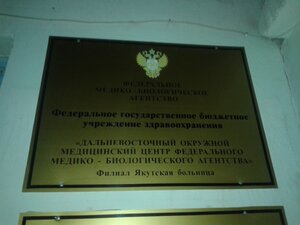 ФЕДЕРАЛЬНОЕ
МЕДИКО-БИОЛОГИЧЕСКОЕ
АГЕНТСТВО
Федеральное государственное бюджетное
учреждение здравоохранения
«ДАЛЬНЕВОСТОЧНЫЙ ОКРУЖНОЙ
МЕДИЦИНСКИЙ ЦЕНТР ФЕДЕРАЛЬНОГО
МЕДИКО - БИОЛОГИЧЕСКОГО АГЕНТСТВА»
Филиал Якутская больница